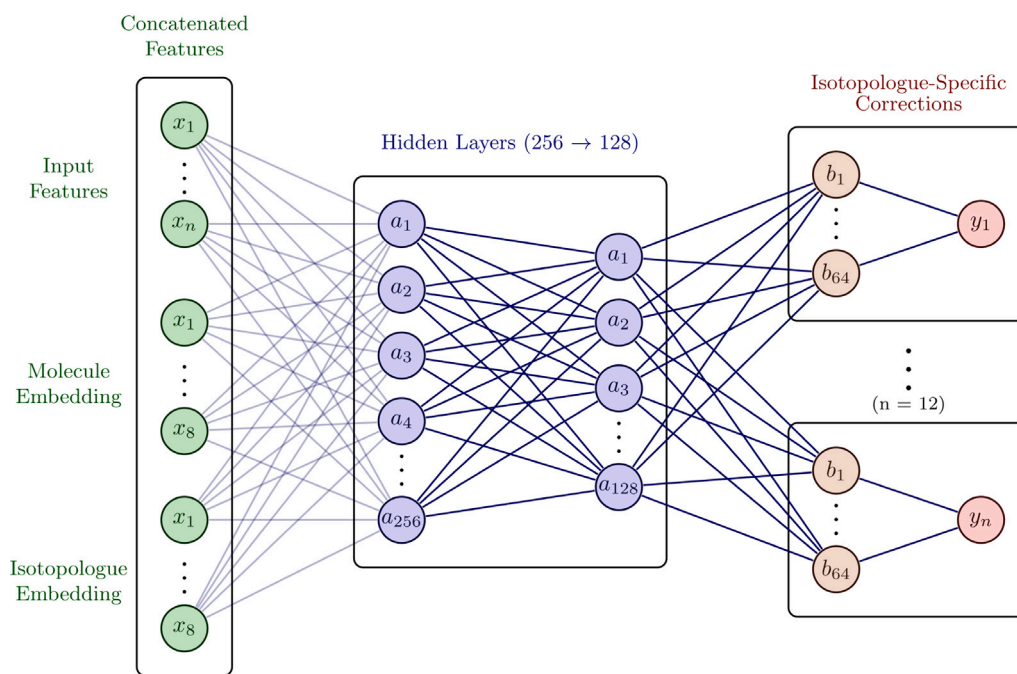 Concatenated
Features
Input
Features
Molecule
Embedding
Isotopologue
Embedding
x₁
xₙ
x₁
x₈
x₁
x₈
Hidden Layers (256 → 128)
a₁
a₂
a₃
a₄
a₂₅₆
a₁
a₂
a₃
a₁₂₈
Isotopologue-Specific
Corrections
b₁
b₆₄
y₁
(n = 12)
b₁
b₆₄
yₙ